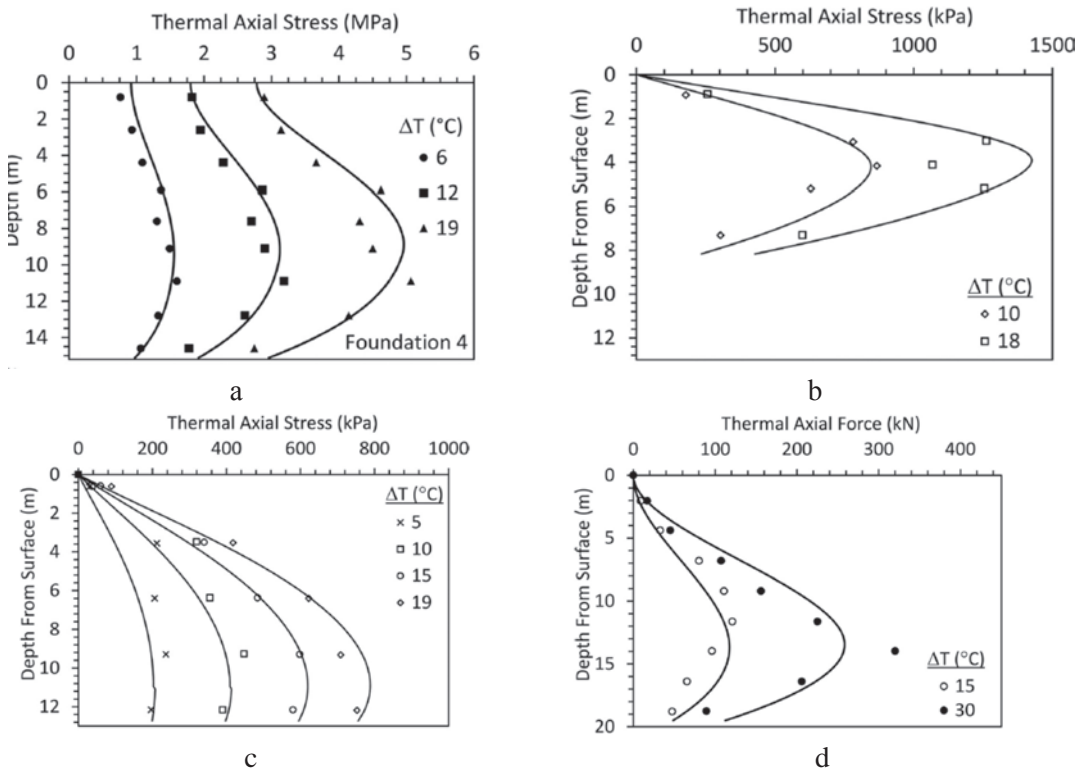 Thermal Axial Stress (MPa)
0 1 2 3 4 5 6
0
2
4
6
8
10
12
14
Depth (m)
ΔT (°C)
6
12
19
Foundation 4
a
Thermal Axial Stress (kPa)
0 500 1000 1500
0
2
4
6
8
10
12
Depth From Surface (m)
ΔT (°C)
10
18
b
Thermal Axial Stress (kPa)
0 200 400 600 800 1000
0
2
4
6
8
10
12
Depth From Surface (m)
ΔT (°C)
5
10
15
19
c
Thermal Axial Force (kN)
0 100 200 300 400
0
5
10
15
20
Depth From Surface (m)
ΔT (°C)
15
30
d